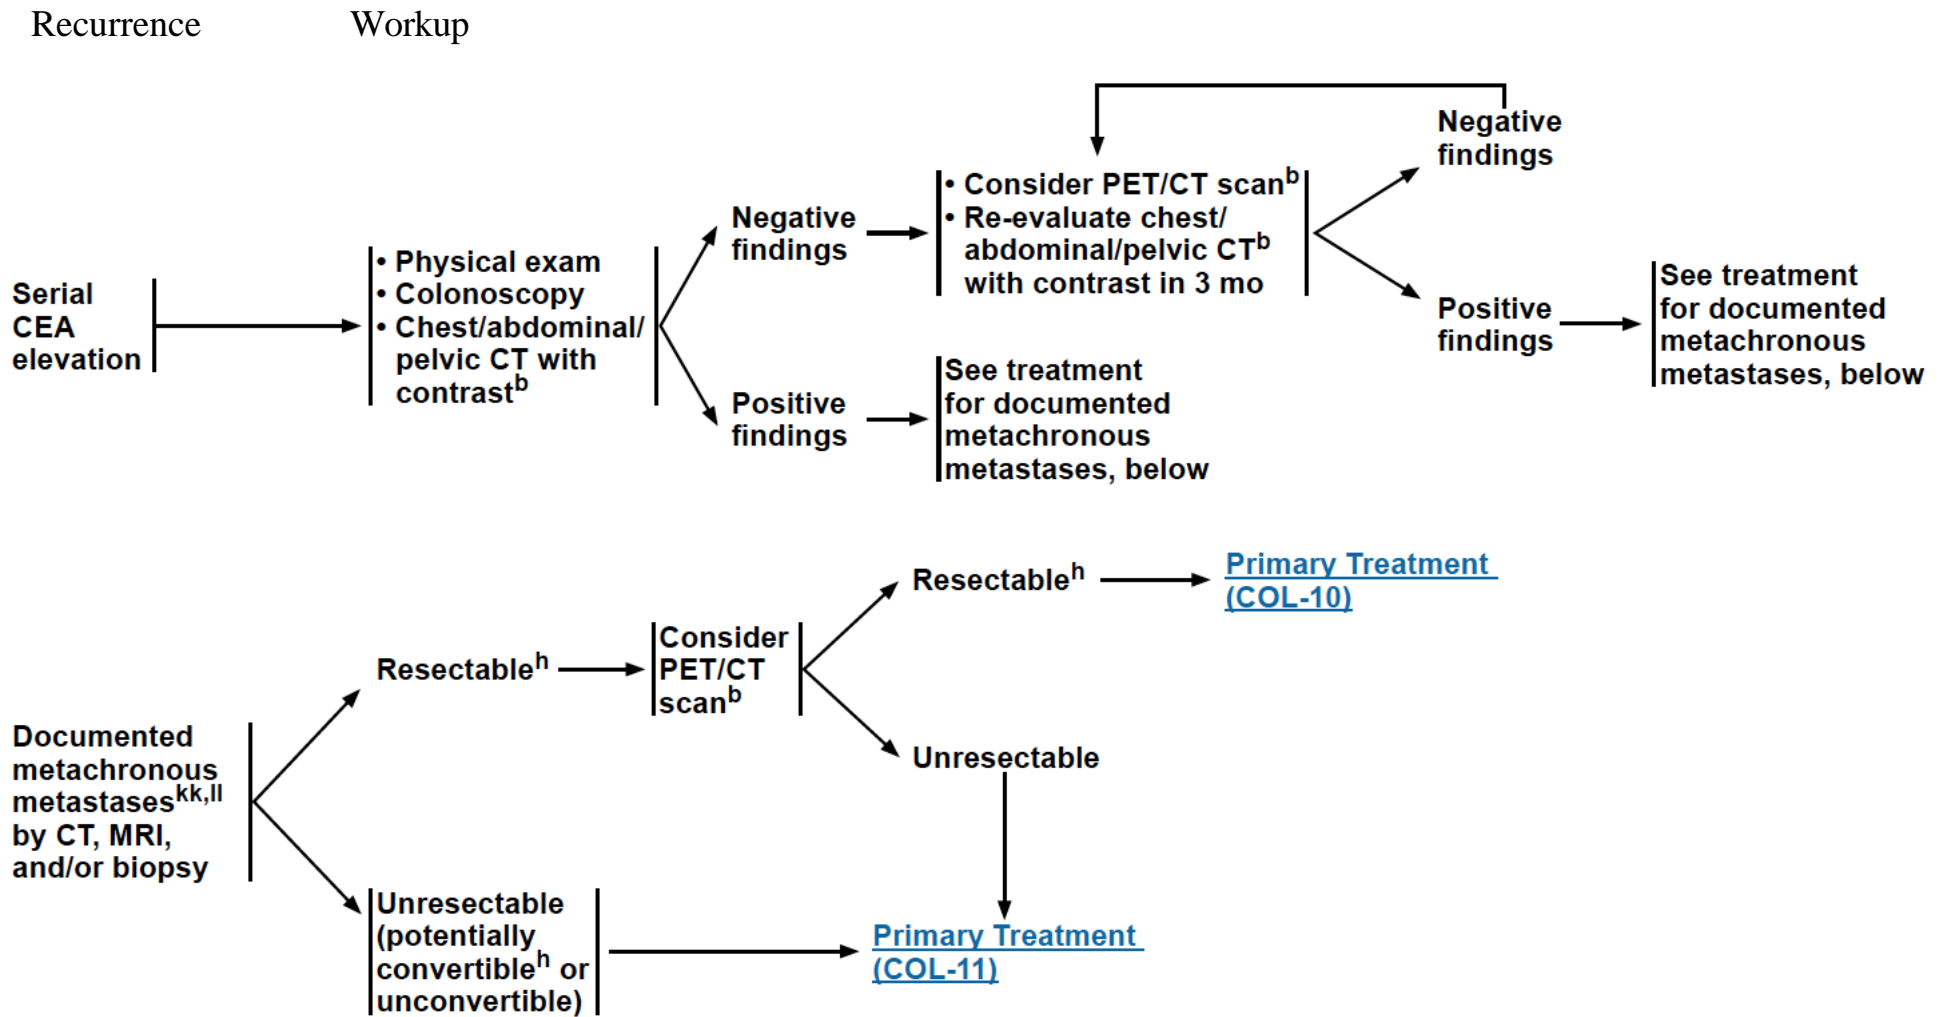 Recurrence
Workup
Serial
CEA
elevation
• Physical exam
• Colonoscopy
• Chest/abdominal/
pelvic CT with
contrastb
Negative
findings
Positive
findings
• Consider PET/CT scanb
• Re-evaluate chest/
abdominal/pelvic CTb
with contrast in 3 mo
See treatment
for documented
metachronous
metastases, below
Negative
findings
Positive
findings
See treatment
for documented
metachronous
metastases, below
Documented
metachronous
metastaseskk,ll
by CT, MRI,
and/or biopsy
Resectableh
Consider
PET/CT
scanb
Resectableh
Primary Treatment
(COL-10)
Unresectable
Unresectable
(potentially
convertibleh or
unconvertible)
Primary Treatment
(COL-11)